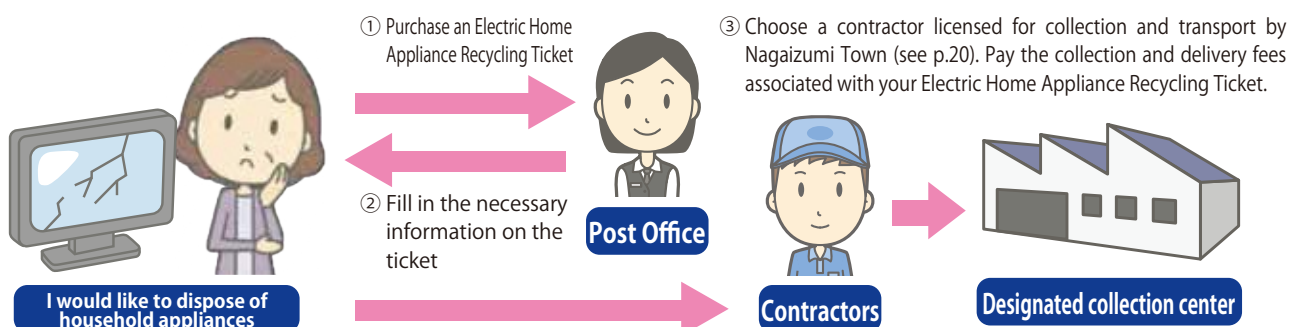 ① Purchase an Electric Home
Appliance Recycling Ticket
③ Choose a contractor licensed for collection and transport by
Nagaizumi Town (see p.20). Pay the collection and delivery fees
associated with your Electric Home Appliance Recycling Ticket.
② Fill in the necessary
information on the
ticket
Post Office
I would like to dispose of
household appliances
Contractors
Designated collection center